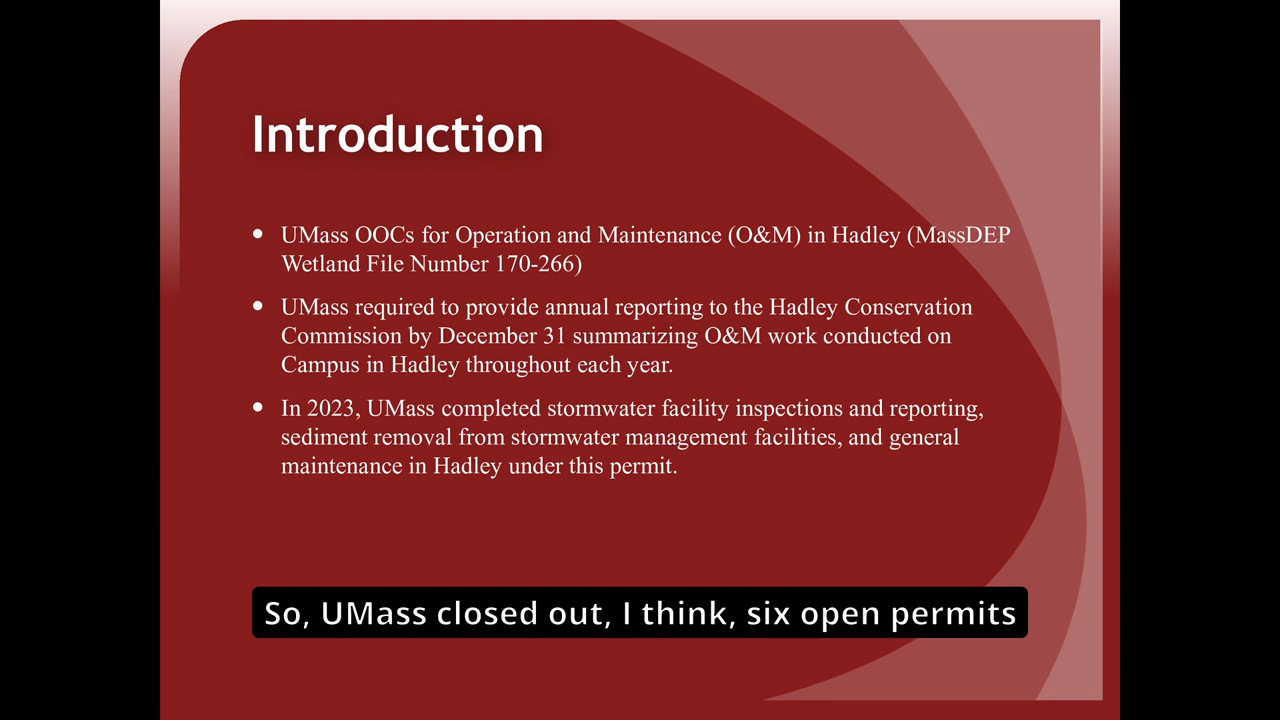 Introduction
• UMass OOCs for Operation and Maintenance (O&M) in Hadley (MassDEP
Wetland File Number 170-266)
• UMass required to provide annual reporting to the Hadley Conservation
Commission by December 31 summarizing O&M work conducted on
Campus in Hadley throughout each year.
• In 2023, UMass completed stormwater facility inspections and reporting,
sediment removal from stormwater management facilities, and general
maintenance in Hadley under this permit.
So, UMass closed out, I think, six open permits